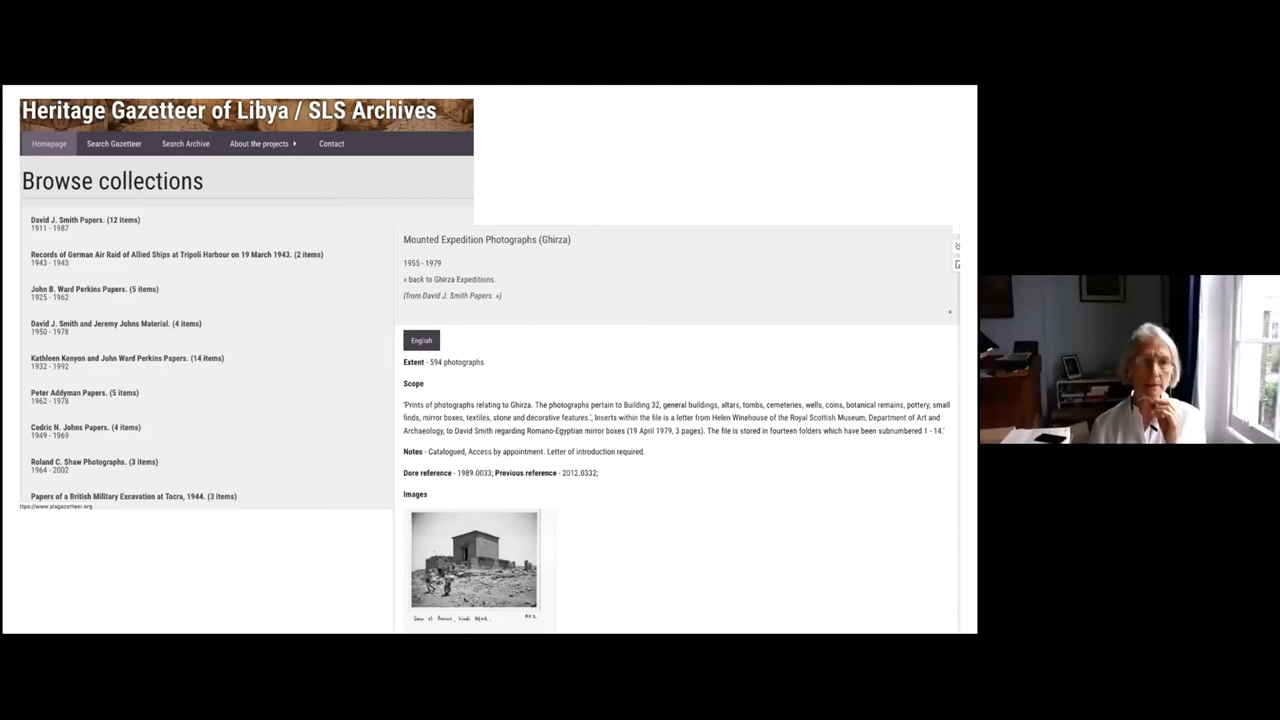 Heritage Gazetteer of Libya / SLS Archives
Homepage Search Gazetteer Search Archive About the projects Contact
Browse collections
David J. Smith Papers. (12 items)
1911 - 1987
Records of German Air Raid of Allied Ships at Tripoli Harbour on 19 March 1943. (2 items)
1943 - 1943
John B. Ward Perkins Papers. (5 items)
1925 - 1962
David J. Smith and Jeremy Johns Material. (4 items)
1950 - 1978
Kathleen Kenyon and John Ward Perkins Papers. (14 items)
1932 - 1992
Peter Addyman Papers. (5 items)
1962 - 1978
Cedric N. Johns Papers. (4 items)
1949 - 1969
Roland C. Shaw Photographs. (3 items)
1964 - 2002
Papers of a British Military Excavation at Tocra, 1944. (3 items)
ttps://www.slsgazetteer.org
Mounted Expedition Photographs (Ghirza)
1955 - 1979
« back to Ghirza Expeditions.
(from David J. Smith Papers. »)
+
English
Extent - 594 photographs
Scope
'Prints of photographs relating to Ghirza. The photographs pertain to Building 32, general buildings, altars, tombs, cemeteries, wells, coins, botanical remains, pottery, small
finds, mirror boxes, textiles, stone and decorative features.', Inserts within the file is a letter from Helen Winehouse of the Royal Scottish Museum, Department of Art and
Archaeology, to David Smith regarding Romano-Egyptian mirror boxes (19 April 1979, 3 pages). The file is stored in fourteen folders which have been subnumbered 1 - 14.'
Notes - Catalogued, Access by appointment. Letter of introduction required.
Dore reference - 1989.0033; Previous reference - 2012.0332;
Images